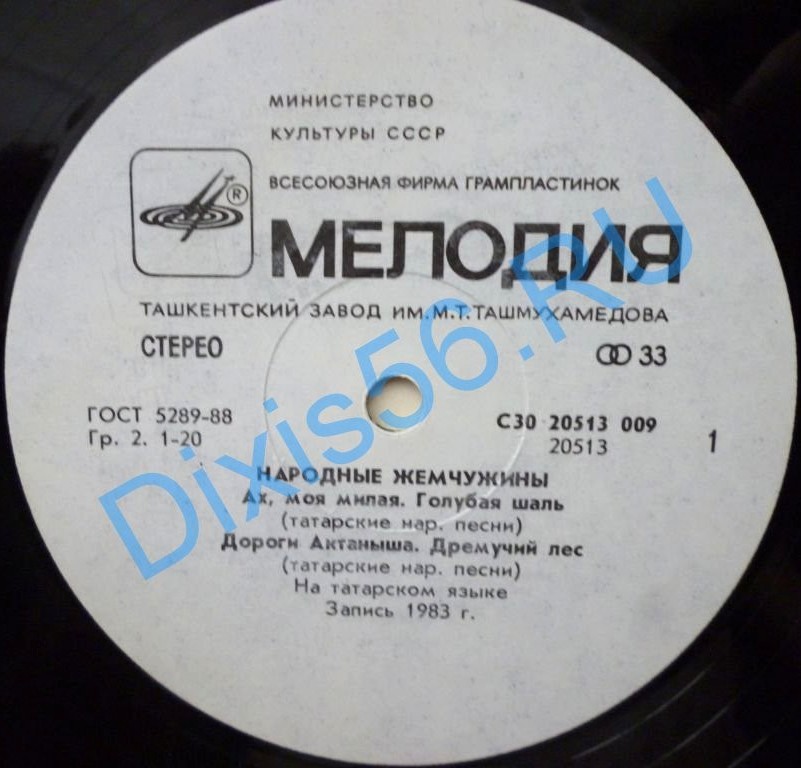 МИНИСТЕРСТВО
КУЛЬТУРЫ СССР
ВСЕСОЮЗНАЯ ФИРМА ГРАМПЛАСТИНОК
®
МЕЛОДИЯ
ТАШКЕНТСКИЙ ЗАВОД ИМ. М.Т. ТАШМУХАМЕДОВА
СТЕРЕО
33
ГОСТ 5289-88
Гр. 2. 1-20
С30 20513 009
20513
1
НАРОДНЫЕ ЖЕМЧУЖИНЫ
Ах, моя милая. Голубая шаль
(татарские нар. песни)
Дороги Актаныша. Дремучий лес
(татарские нар. песни)
На татарском языке
Запись 1983 г.
Dixis56.RU